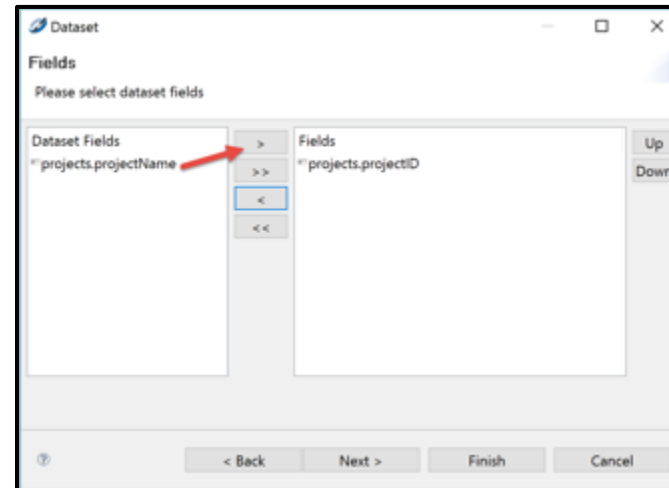 Dataset
Fields
Please select dataset fields
Dataset Fields
projects.projectName
>
>>
<
<<
Fields
projects.projectID
Up
Down
< Back
Next >
Finish
Cancel